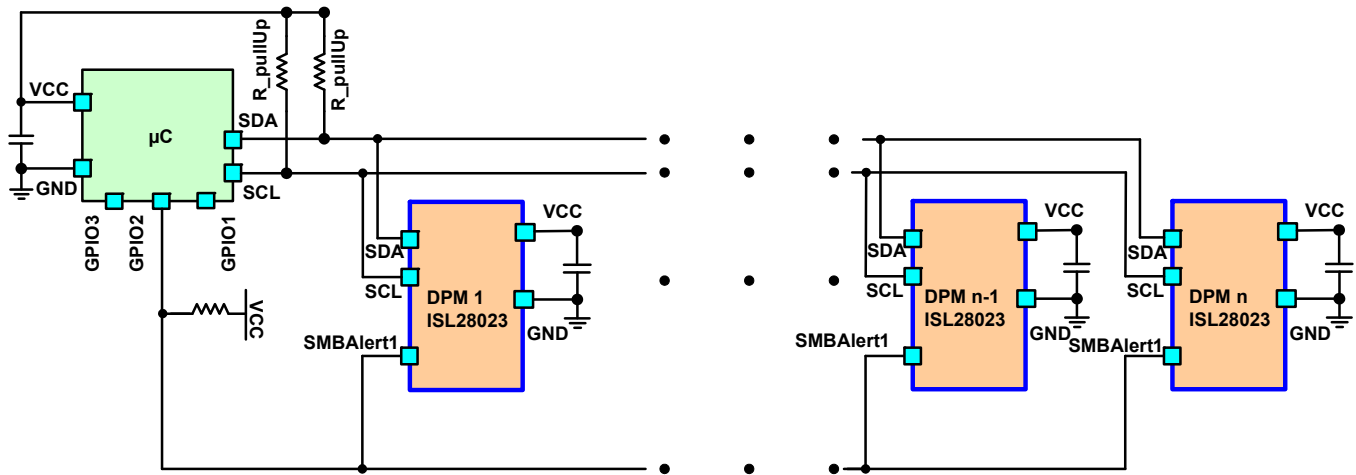 R_pullUp
R_pullUp
VCC
µC
SDA
GND
SCL
GPIO3
GPIO2
GPIO1
VCC
VCC
SDA
SCL
DPM 1
ISL28023
GND
SMBAlert1
VCC
SDA
SCL
DPM n-1
ISL28023
GND
SMBAlert1
VCC
SDA
SCL
DPM n
ISL28023
GND
SMBAlert1